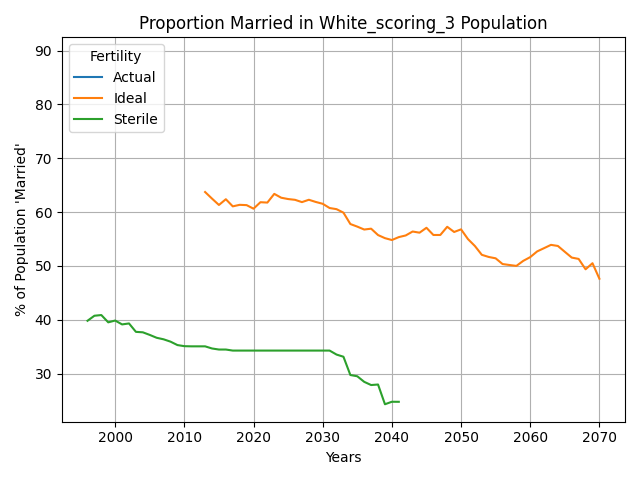 Proportion Married in White_scoring_3 Population
% of Population 'Married'
90
80
70
60
50
40
30
Fertility
Actual
Ideal
Sterile
2000 2010 2020 2030 2040 2050 2060 2070
Years